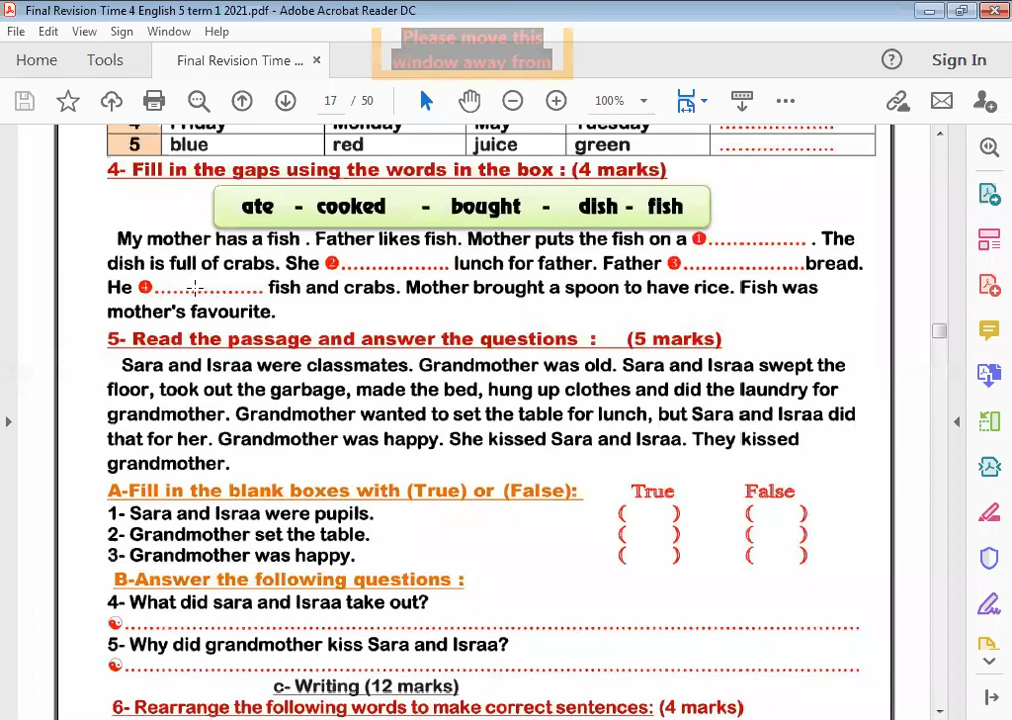 Final Revision Time 4 English 5 term 1 2021.pdf - Adobe Acrobat Reader DC
File Edit View Sign Window Help
Please move this
window away from
Home Tools Final Revision Time ... × Sign In
17 / 50 100%
4 Friday Monday May Tuesday ....................
5 blue red juice green ....................
4- Fill in the gaps using the words in the box : (4 marks)
ate - cooked - bought - dish - fish
My mother has a fish . Father likes fish. Mother puts the fish on a ❶................. . The
dish is full of crabs. She ❷................... lunch for father. Father ❸.....................bread.
He ❹................... fish and crabs. Mother brought a spoon to have rice. Fish was
mother's favourite.
5- Read the passage and answer the questions : (5 marks)
Sara and Israa were classmates. Grandmother was old. Sara and Israa swept the
floor, took out the garbage, made the bed, hung up clothes and did the laundry for
grandmother. Grandmother wanted to set the table for lunch, but Sara and Israa did
that for her. Grandmother was happy. She kissed Sara and Israa. They kissed
grandmother.
A-Fill in the blank boxes with (True) or (False): True False
1- Sara and Israa were pupils. ( ) ( )
2- Grandmother set the table. ( ) ( )
3- Grandmother was happy. ( ) ( )
B-Answer the following questions :
4- What did sara and Israa take out?
................................................................................
5- Why did grandmother kiss Sara and Israa?
................................................................................
c- Writing (12 marks)
6- Rearrange the following words to make correct sentences: (4 marks)